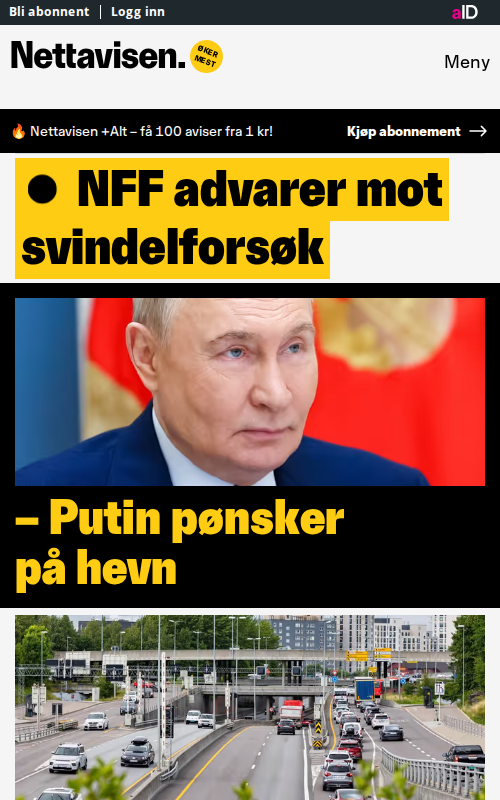 Bli abonnent | Logg inn
aID
Nettavisen.
ØKER
MEST
Meny
🔥 Nettavisen +Alt – få 100 aviser fra 1 kr!
Kjøp abonnement →
● NFF advarer mot
svindelforsøk
– Putin pønsker
på hevn